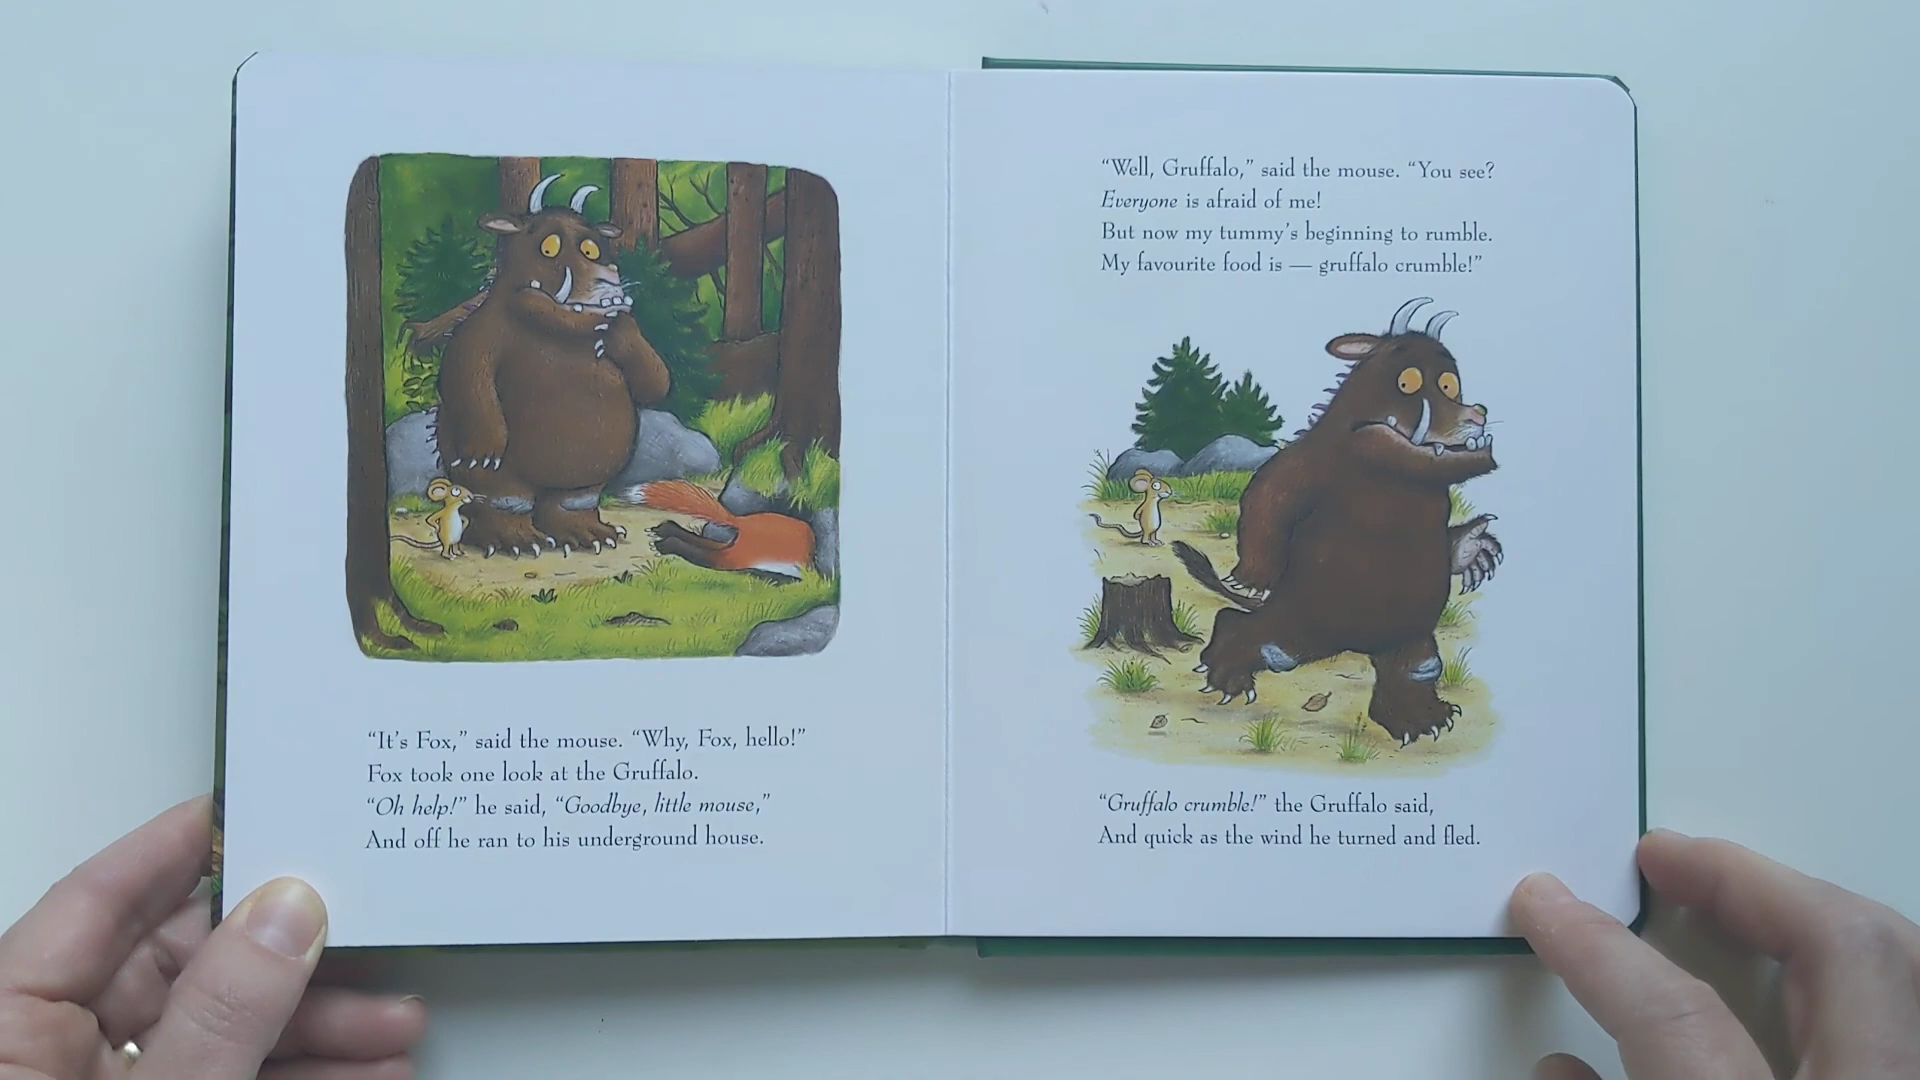 “It’s Fox,” said the mouse. “Why, Fox, hello!”
Fox took one look at the Gruffalo.
“Oh help!” he said, “Goodbye, little mouse,”
And off he ran to his underground house.
“Well, Gruffalo,” said the mouse. “You see?
Everyone is afraid of me!
But now my tummy’s beginning to rumble.
My favourite food is — gruffalo crumble!”
“Gruffalo crumble!” the Gruffalo said,
And quick as the wind he turned and fled.